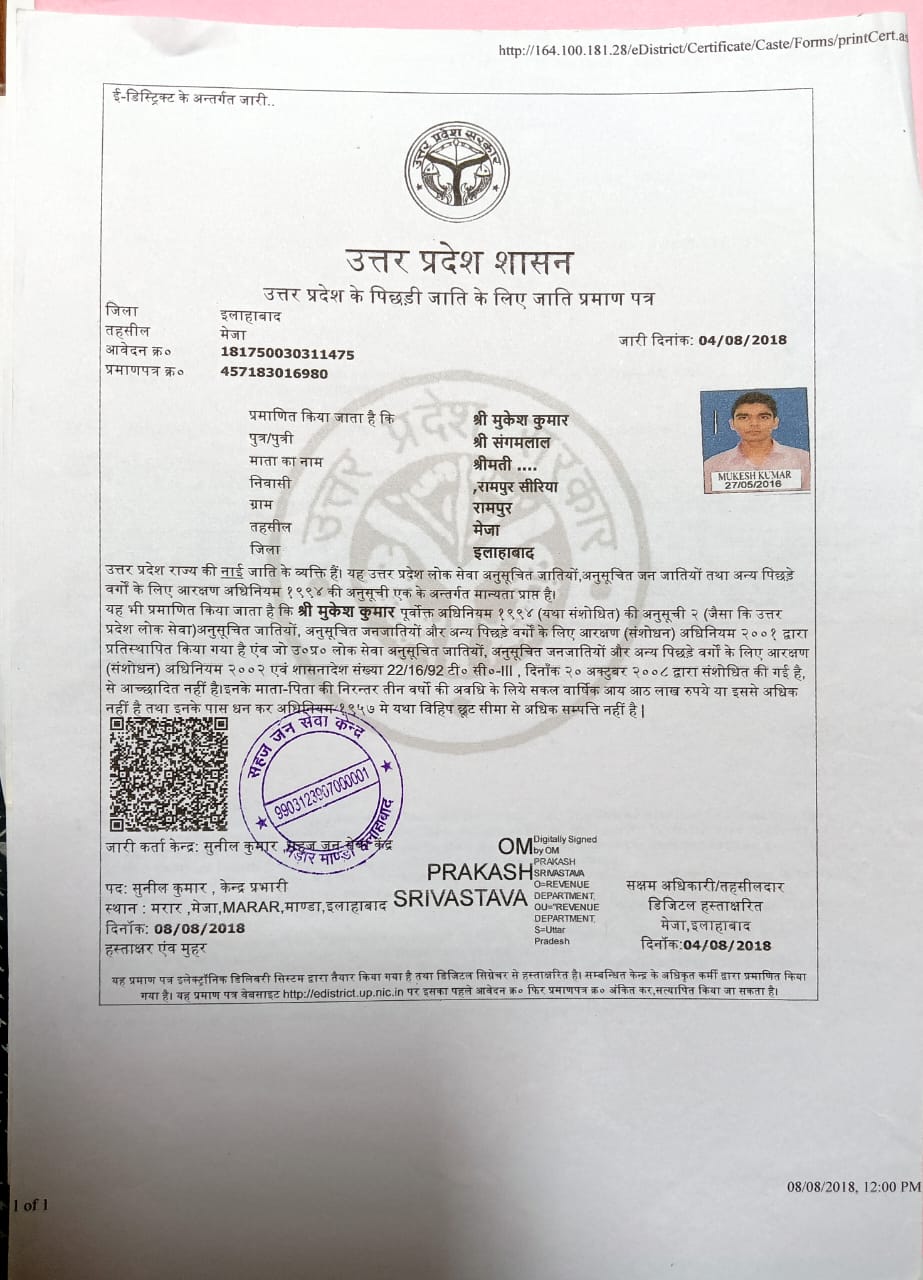 http://164.100.181.28/eDistrict/Certificate/Caste/Forms/printCert.as
ई-डिस्ट्रिक्ट के अन्तर्गत जारी..
उत्तर प्रदेश सरकार
उत्तर प्रदेश शासन
उत्तर प्रदेश के पिछड़ी जाति के लिए जाति प्रमाण पत्र
जिला इलाहाबाद
तहसील मेजा
आवेदन क्र० 181750030311475
जारी दिनांक: 04/08/2018
प्रमाणपत्र क्र० 457183016980
प्रमाणित किया जाता है कि श्री मुकेश कुमार
पुत्र/पुत्री श्री संगमलाल
माता का नाम श्रीमती ....
निवासी ,रामपुर सीरिया
ग्राम रामपुर
तहसील मेजा
जिला इलाहाबाद
MUKESH KUMAR
27/05/2016
उत्तर प्रदेश सरकार
उत्तर प्रदेश राज्य की नाई जाति के व्यक्ति हैं। यह उत्तर प्रदेश लोक सेवा अनुसूचित जातियों,अनुसूचित जन जातियों तथा अन्य पिछड़े
वर्गों के लिए आरक्षण अधिनियम १९९४ की अनुसूची एक के अन्तर्गत मान्यता प्राप्त है।
यह भी प्रमाणित किया जाता है कि श्री मुकेश कुमार पूर्वोक्त अधिनियम १९९४ (यथा संशोधित) की अनुसूची २ (जैसा कि उत्तर
प्रदेश लोक सेवा)अनुसूचित जातियों, अनुसूचित जनजातियों और अन्य पिछड़े वर्गों के लिए आरक्षण (संशोधन) अधिनियम २००१ द्वारा
प्रतिस्थापित किया गया है एंव जो उ०प्र० लोक सेवा अनुसूचित जातियों, अनुसूचित जनजातियों और अन्य पिछड़े वर्गों के लिए आरक्षण
(संशोधन) अधिनियम २००२ एवं शासनादेश संख्या 22/16/92 टी० सी०-III , दिनाँक २० अक्टुबर २००८ द्वारा संशोधित की गई है,
से आच्छादित नहीं है।इनके माता-पिता की निरन्तर तीन वर्षो की अवधि के लिये सकल वार्षिक आय आठ लाख रुपये या इससे अधिक
नहीं है तथा इनके पास धन कर अधिनियम-१९५७ मे यथा विहिप छूट सीमा से अधिक सम्पत्ति नहीं है |
सहज जन सेवा केन्द्र
9903123907000001
माण्डा
जारी कर्ता केन्द्र: सुनील कुमार ,सहज जन सेवा केंद्र
पद: सुनील कुमार , केन्द्र प्रभारी
स्थान : मरार ,मेजा,MARAR,माण्डा,इलाहाबाद
दिनाँक: 08/08/2018
हस्ताक्षर एंव मुहर
OM
PRAKASH
SRIVASTAVA
Digitally Signed
by OM
PRAKASH
SRIVASTAVA
O=REVENUE
DEPARTMENT,
OU="REVENUE
DEPARTMENT,
S=Uttar
Pradesh
सक्षम अधिकारी/तहसीलदार
डिजिटल हस्ताक्षरित
मेजा,इलाहाबाद
दिनाँक:04/08/2018
यह प्रमाण पत्र इलेक्ट्रॉनिक डिलिवरी सिस्टम द्वारा तैयार किया गया है तथा डिजिटल सिग्नेचर से हस्ताक्षरित है। सम्बन्धित केन्द्र के अधिकृत कर्मी द्वारा प्रमाणित किया
गया है। यह प्रमाण पत्र वेबसाइट http://edistrict.up.nic.in पर इसका पहले आवेदन क्र० फिर प्रमाणपत्र क्र० अंकित कर,सत्यापित किया जा सकता है।
08/08/2018, 12:00 PM
1 of 1